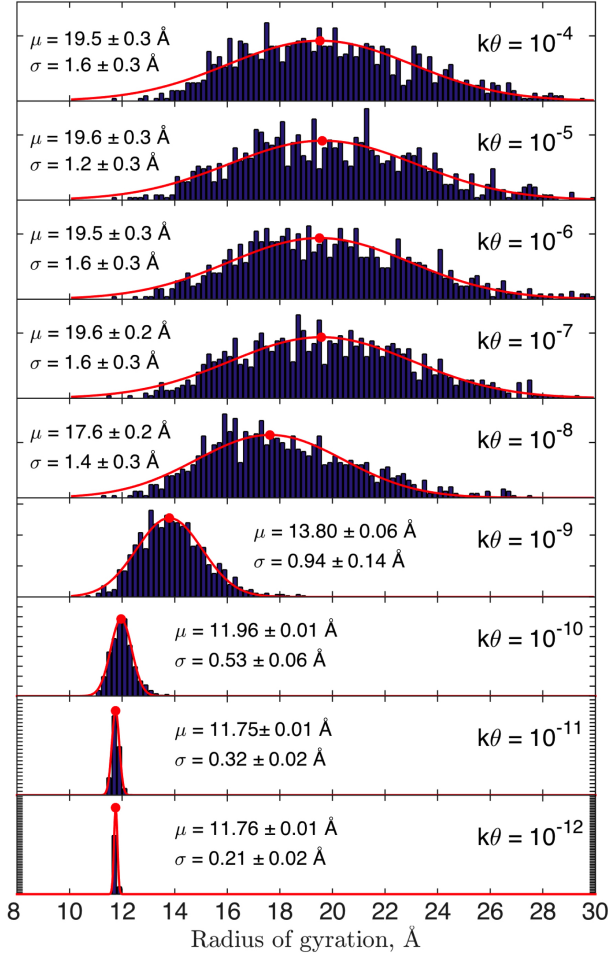 μ = 19.5 ± 0.3 Å
σ = 1.6 ± 0.3 Å
kθ = 10⁻⁴
μ = 19.6 ± 0.3 Å
σ = 1.2 ± 0.3 Å
kθ = 10⁻⁵
μ = 19.5 ± 0.3 Å
σ = 1.6 ± 0.3 Å
kθ = 10⁻⁶
μ = 19.6 ± 0.2 Å
σ = 1.6 ± 0.3 Å
kθ = 10⁻⁷
μ = 17.6 ± 0.2 Å
σ = 1.4 ± 0.3 Å
kθ = 10⁻⁸
μ = 13.80 ± 0.06 Å
σ = 0.94 ± 0.14 Å
kθ = 10⁻⁹
μ = 11.96 ± 0.01 Å
σ = 0.53 ± 0.06 Å
kθ = 10⁻¹⁰
μ = 11.75± 0.01 Å
σ = 0.32 ± 0.02 Å
kθ = 10⁻¹¹
μ = 11.76 ± 0.01 Å
σ = 0.21 ± 0.02 Å
kθ = 10⁻¹²
8 10 12 14 16 18 20 22 24 26 28 30
Radius of gyration, Å